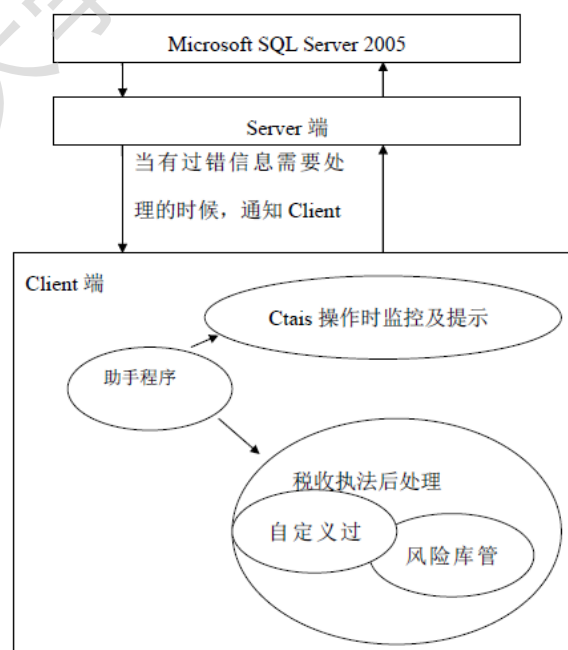 Microsoft SQL Server 2005
Server 端
当有过错信息需要处
理的时候，通知 Client
Client 端
Ctais 操作时监控及提示
助手程序
税收执法后处理
自定义过
风险库管